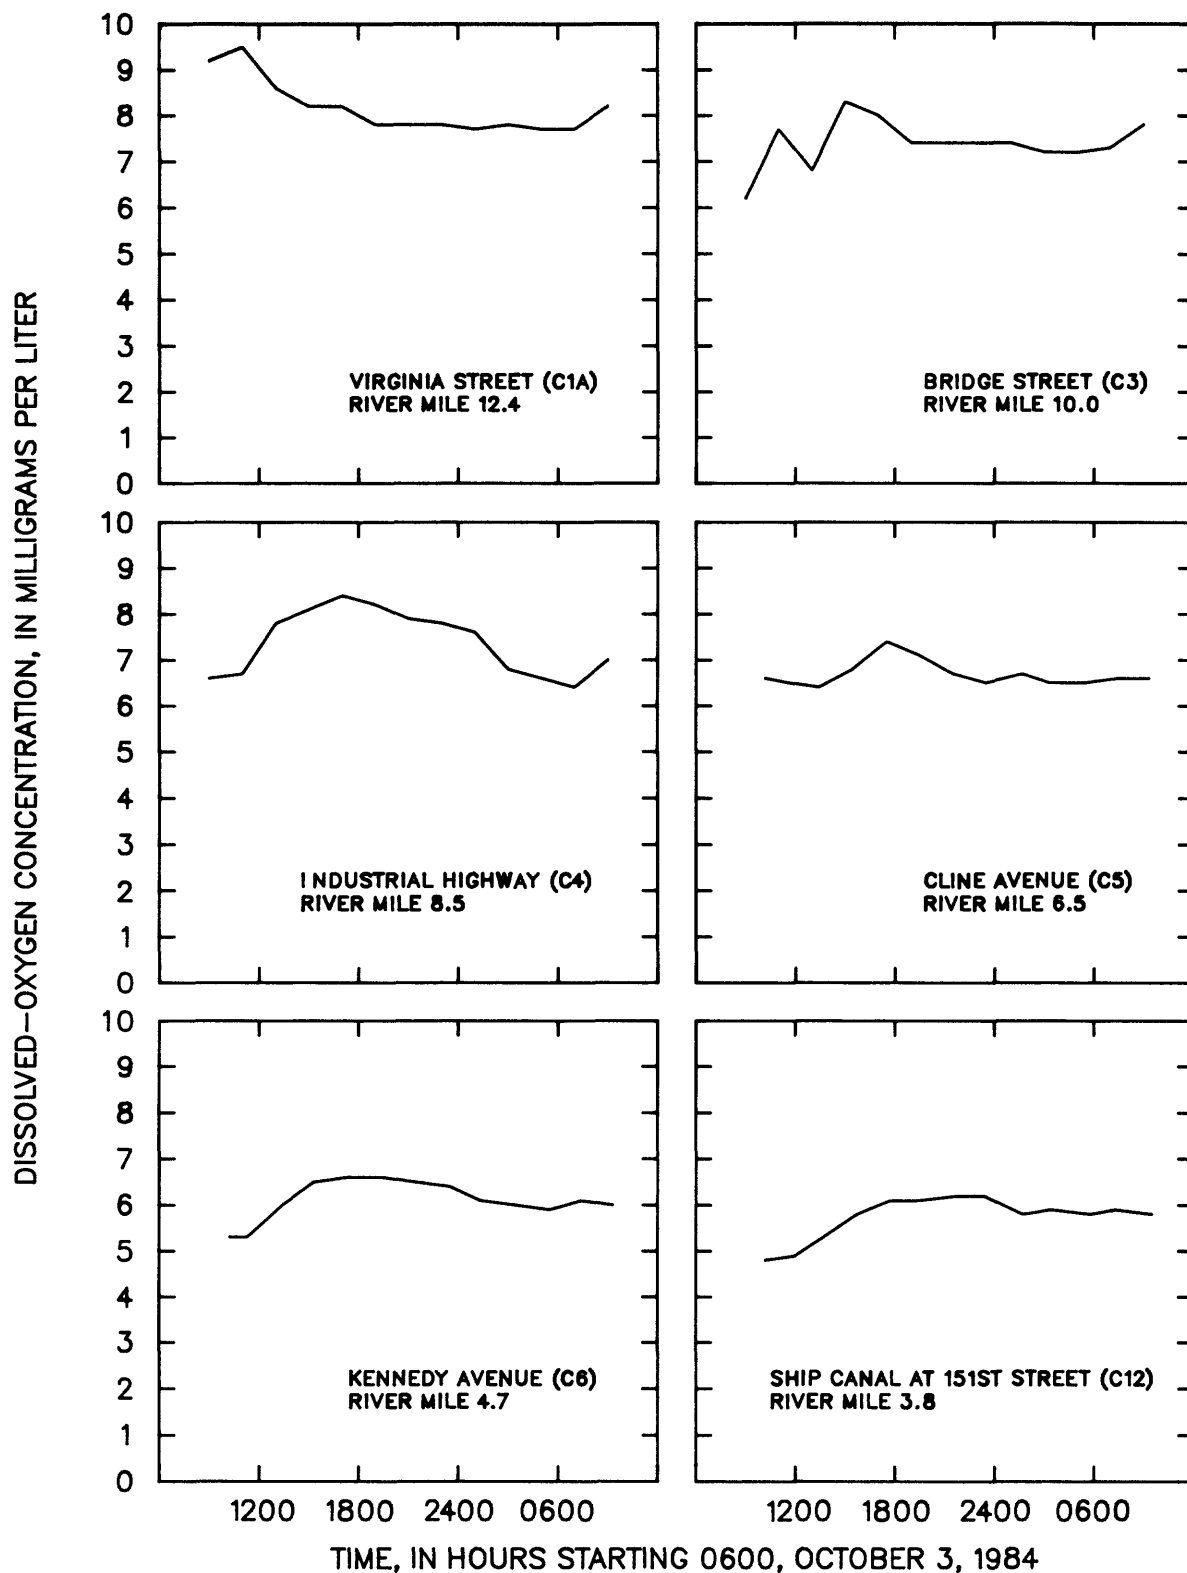 DISSOLVED-OXYGEN CONCENTRATION, IN MILLIGRAMS PER LITER
10
9
8
7
6
5
4
3
2
1
0
VIRGINIA STREET (C1A)
RIVER MILE 12.4
BRIDGE STREET (C3)
RIVER MILE 10.0
10
9
8
7
6
5
4
3
2
1
0
INDUSTRIAL HIGHWAY (C4)
RIVER MILE 8.5
CLINE AVENUE (C5)
RIVER MILE 6.5
10
9
8
7
6
5
4
3
2
1
0
KENNEDY AVENUE (C6)
RIVER MILE 4.7
SHIP CANAL AT 151ST STREET (C12)
RIVER MILE 3.8
1200 1800 2400 0600
1200 1800 2400 0600
TIME, IN HOURS STARTING 0600, OCTOBER 3, 1984